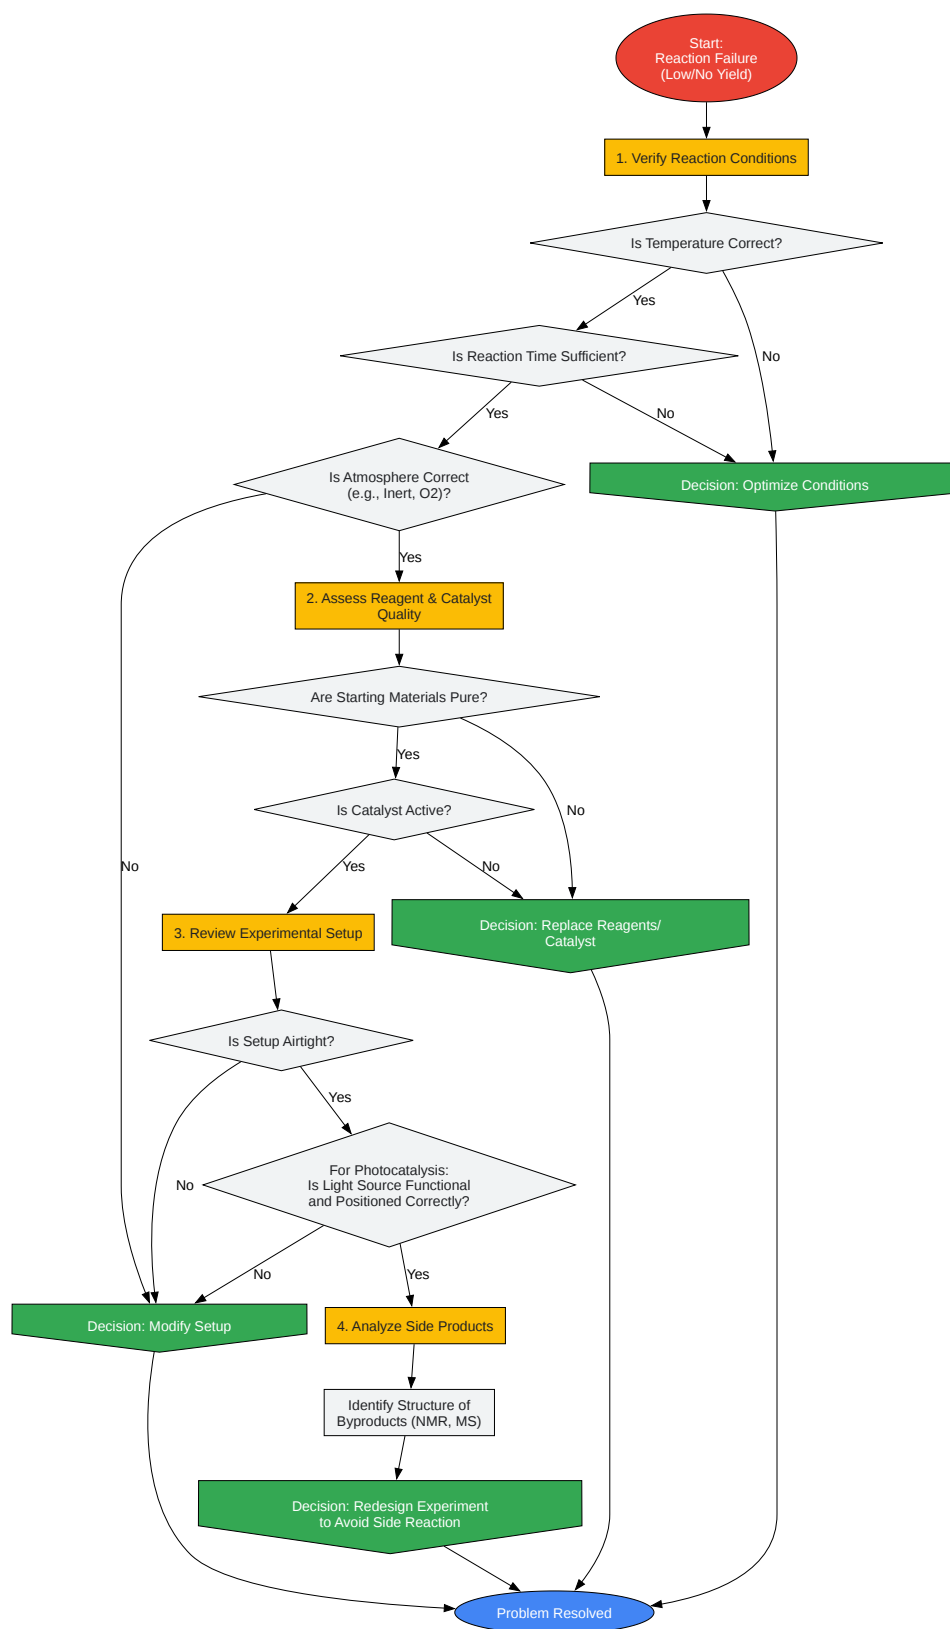 Start:
Reaction Failure
(Low/No Yield)
1. Verify Reaction Conditions
Is Temperature Correct?
Yes
No
Is Reaction Time Sufficient?
Yes
No
Is Atmosphere Correct
(e.g., Inert, O2)?
Decision: Optimize Conditions
Yes
No
2. Assess Reagent & Catalyst
Quality
Are Starting Materials Pure?
Yes
No
Is Catalyst Active?
Yes
No
3. Review Experimental Setup
Decision: Replace Reagents/
Catalyst
Is Setup Airtight?
Yes
No
For Photocatalysis:
Is Light Source Functional
and Positioned Correctly?
No
Yes
Decision: Modify Setup
4. Analyze Side Products
Identify Structure of
Byproducts (NMR, MS)
Decision: Redesign Experiment
to Avoid Side Reaction
Problem Resolved